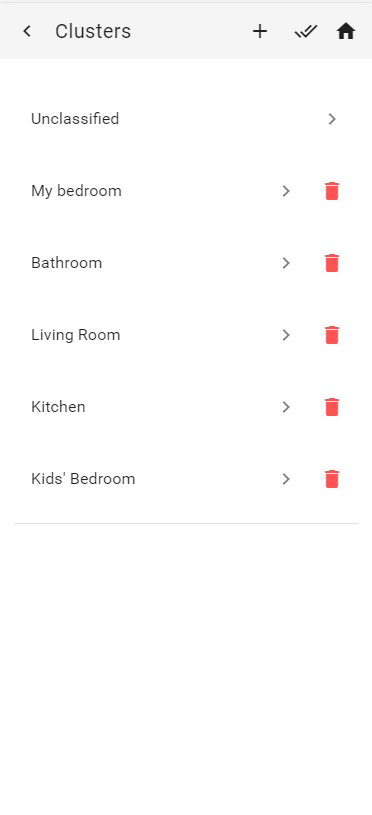 Clusters
Unclassified
My bedroom
Bathroom
Living Room
Kitchen
Kids' Bedroom